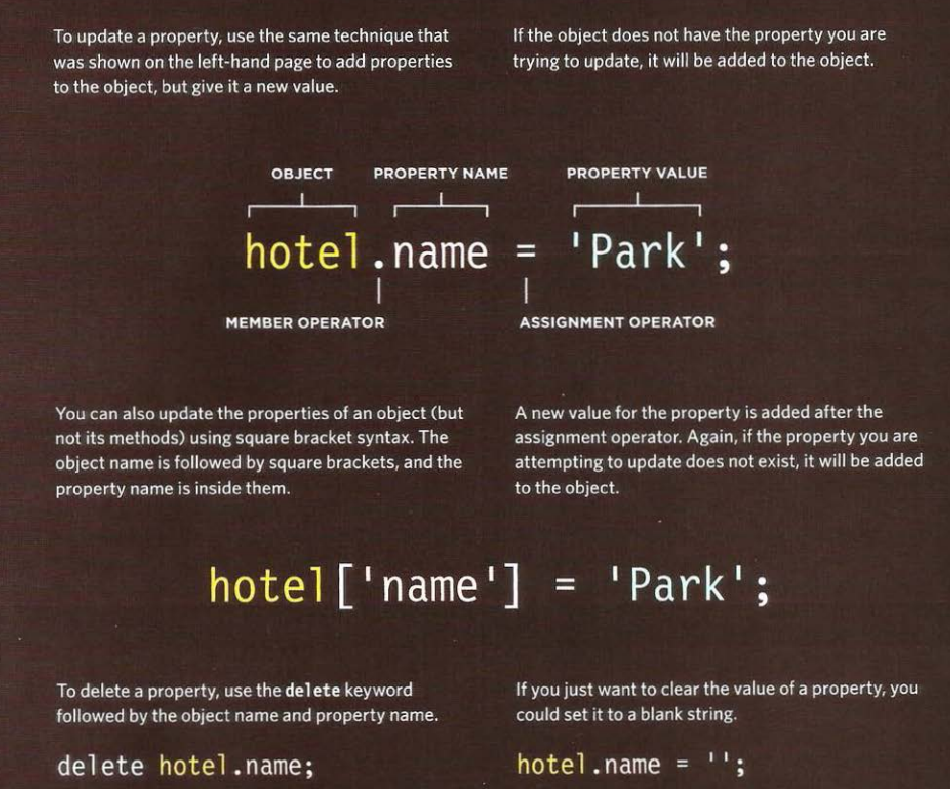 To update a property, use the same technique that
was shown on the left-hand page to add properties
to the object, but give it a new value.
If the object does not have the property you are
trying to update, it will be added to the object.
OBJECT PROPERTY NAME PROPERTY VALUE
hotel.name = 'Park';
MEMBER OPERATOR ASSIGNMENT OPERATOR
You can also update the properties of an object (but
not its methods) using square bracket syntax. The
object name is followed by square brackets, and the
property name is inside them.
A new value for the property is added after the
assignment operator. Again, if the property you are
attempting to update does not exist, it will be added
to the object.
hotel['name'] = 'Park';
To delete a property, use the delete keyword
followed by the object name and property name.
delete hotel.name;
If you just want to clear the value of a property, you
could set it to a blank string.
hotel.name = '';